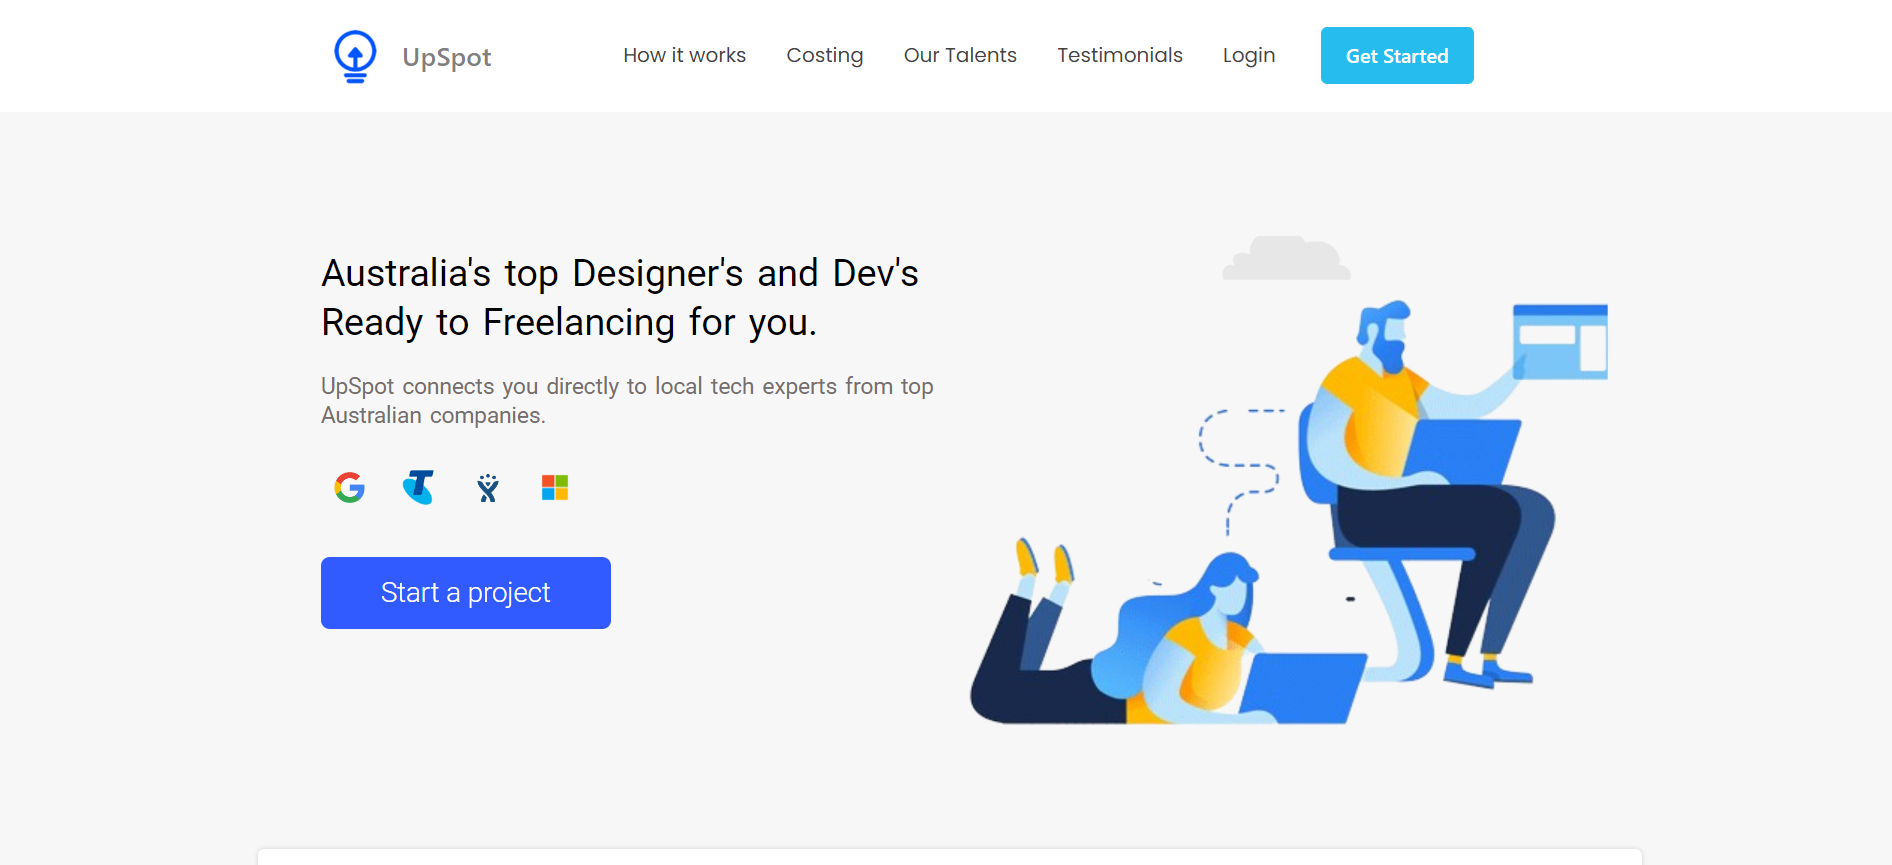 UpSpot
How it works
Costing
Our Talents
Testimonials
Login
Get Started
Australia's top Designer's and Dev's
Ready to Freelancing for you.
UpSpot connects you directly to local tech experts from top
Australian companies.
Start a project